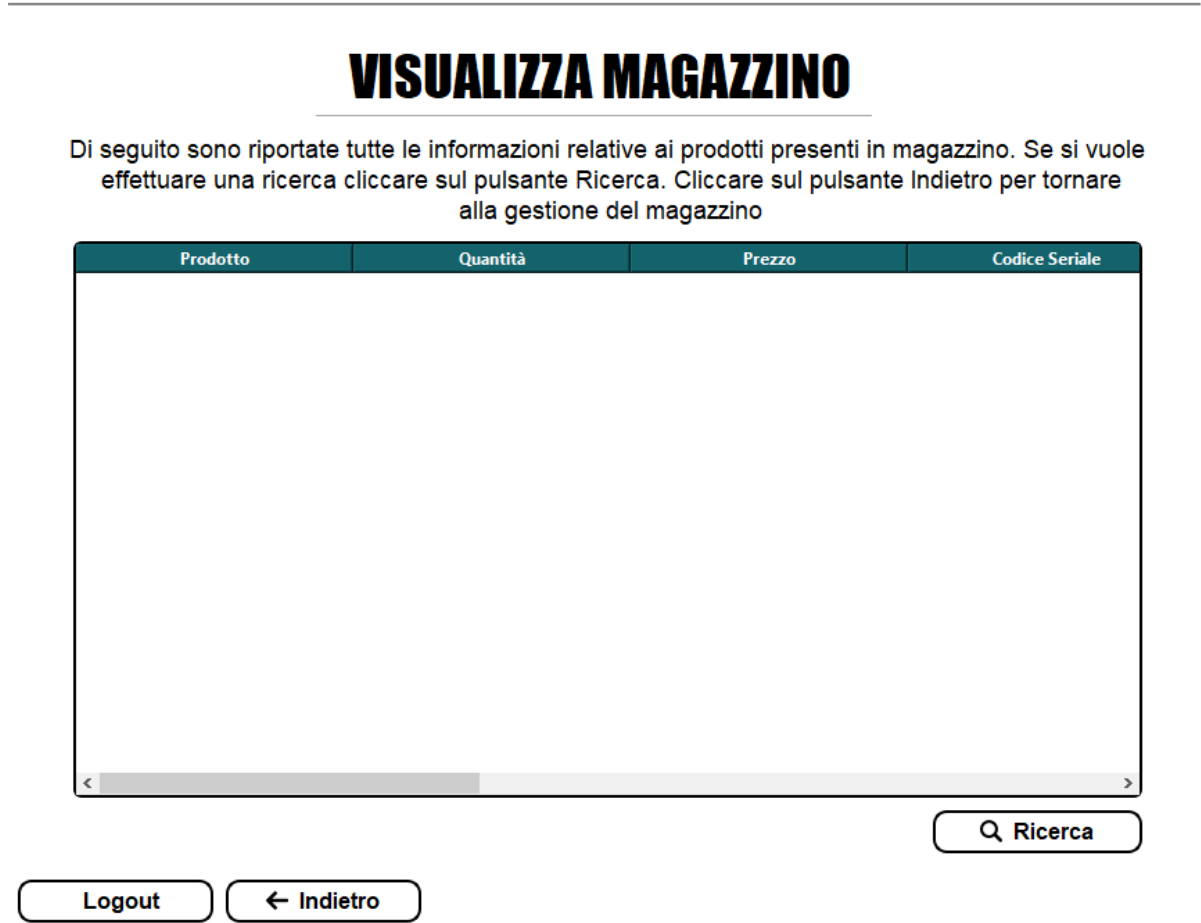 VISUALIZZA MAGAZZINO
Di seguito sono riportate tutte le informazioni relative ai prodotti presenti in magazzino. Se si vuole
effettuare una ricerca cliccare sul pulsante Ricerca. Cliccare sul pulsante Indietro per tornare
alla gestione del magazzino
Prodotto Quantità Prezzo Codice Seriale
Ricerca
Logout Indietro